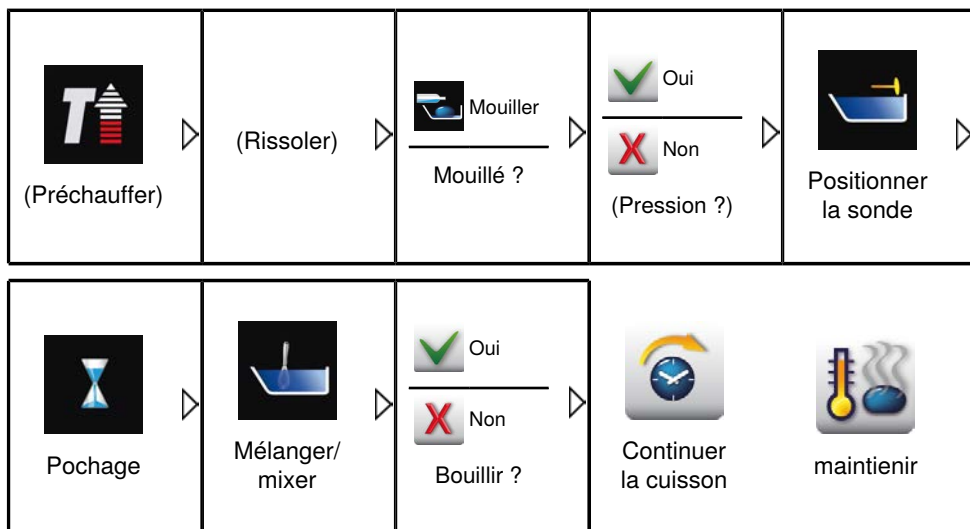 (Préchauffer)
(Rissoler)
Mouiller
Mouillé ?
Oui
Non
(Pression ?)
Positionner
la sonde
Pochage
Mélanger/
mixer
Oui
Non
Bouillir ?
Continuer
la cuisson
maintienir